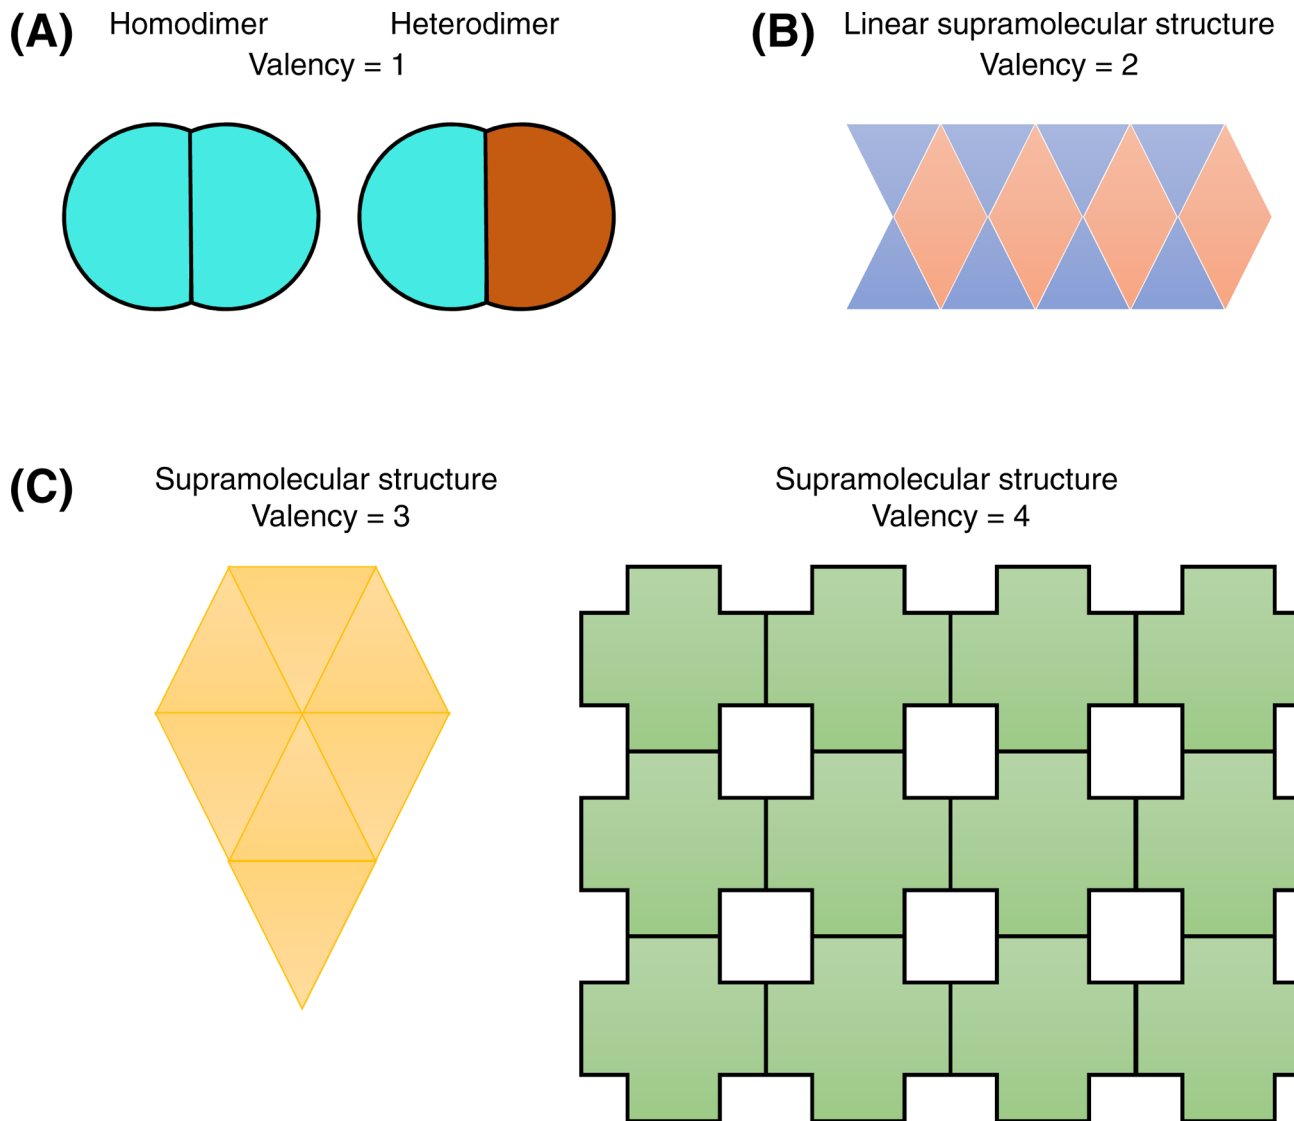 (A) Homodimer Heterodimer
Valency = 1
(B) Linear supramolecular structure
Valency = 2
(C) Supramolecular structure
Valency = 3
Supramolecular structure
Valency = 4